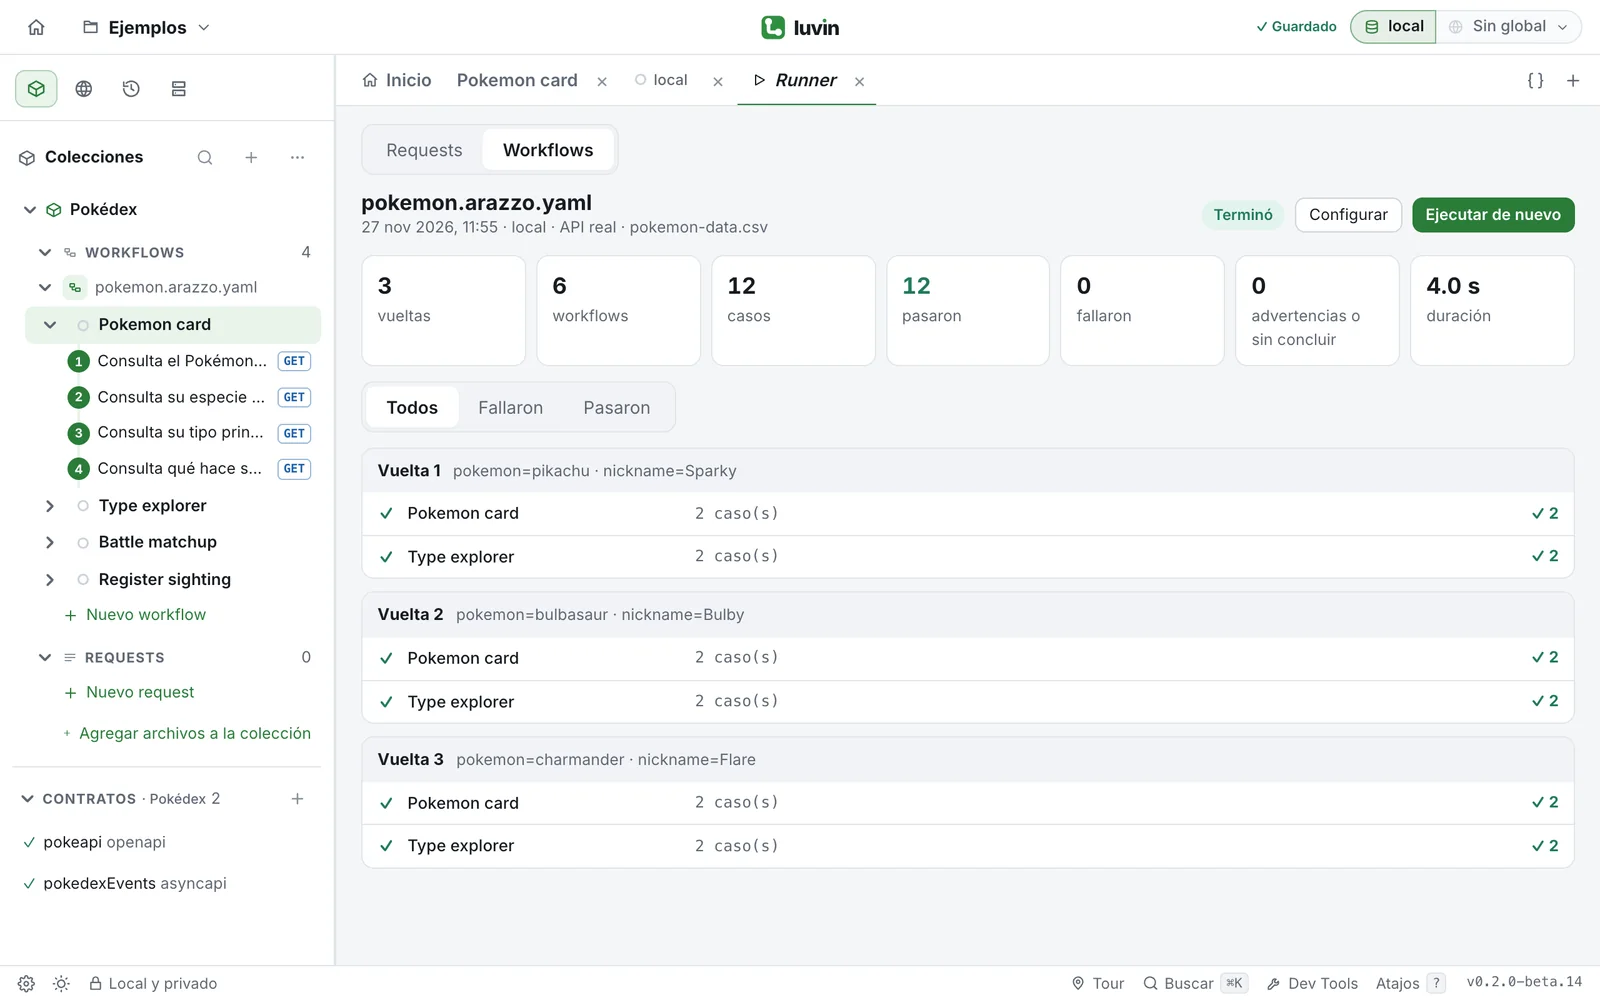 Ejemplos
luvin
Guardado
local
Sin global
Inicio
Pokemon card
local
Runner
Colecciones
Pokédex
WORKFLOWS 4
pokemon.arazzo.yaml
Pokemon card
1 Consulta el Pokémon... GET
2 Consulta su especie ... GET
3 Consulta su tipo prin... GET
4 Consulta qué hace s... GET
Type explorer
Battle matchup
Register sighting
+ Nuevo workflow
REQUESTS 0
+ Nuevo request
+ Agregar archivos a la colección
CONTRATOS · Pokédex 2
pokeapi openapi
pokedexEvents asyncapi
Requests
Workflows
pokemon.arazzo.yaml
27 nov 2026, 11:55 · local · API real · pokemon-data.csv
Terminó
Configurar
Ejecutar de nuevo
3
vueltas
6
workflows
12
casos
12
pasaron
0
fallaron
0
advertencias o
sin concluir
4.0 s
duración
Todos
Fallaron
Pasaron
Vuelta 1 pokemon=pikachu · nickname=Sparky
Pokemon card 2 caso(s) ✓ 2
Type explorer 2 caso(s) ✓ 2
Vuelta 2 pokemon=bulbasaur · nickname=Bulby
Pokemon card 2 caso(s) ✓ 2
Type explorer 2 caso(s) ✓ 2
Vuelta 3 pokemon=charmander · nickname=Flare
Pokemon card 2 caso(s) ✓ 2
Type explorer 2 caso(s) ✓ 2
Local y privado
Tour
Buscar ⌘K
Dev Tools
Atajos ?
v0.2.0-beta.14